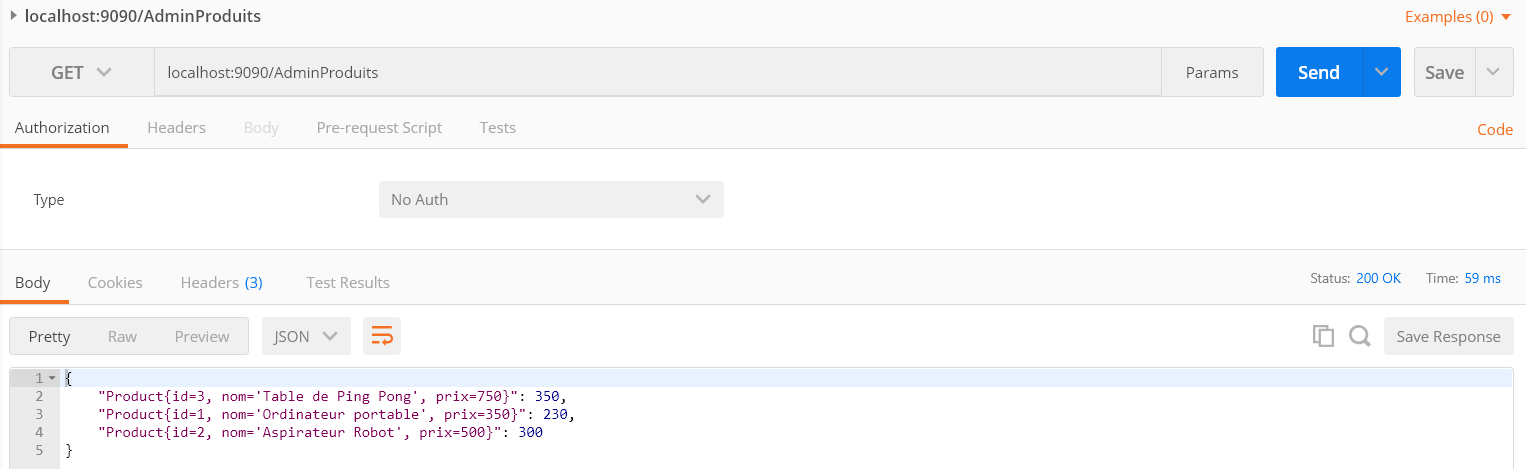 localhost:9090/AdminProduits
Examples (0)
GET localhost:9090/AdminProduits Params Send Save
Authorization Headers Body Pre-request Script Tests Code
Type No Auth
Body Cookies Headers (3) Test Results Status: 200 OK Time: 59 ms
Pretty Raw Preview JSON Save Response
1 {
2 "Product{id=3, nom='Table de Ping Pong', prix=750}": 350,
3 "Product{id=1, nom='Ordinateur portable', prix=350}": 230,
4 "Product{id=2, nom='Aspirateur Robot', prix=500}": 300
5 }